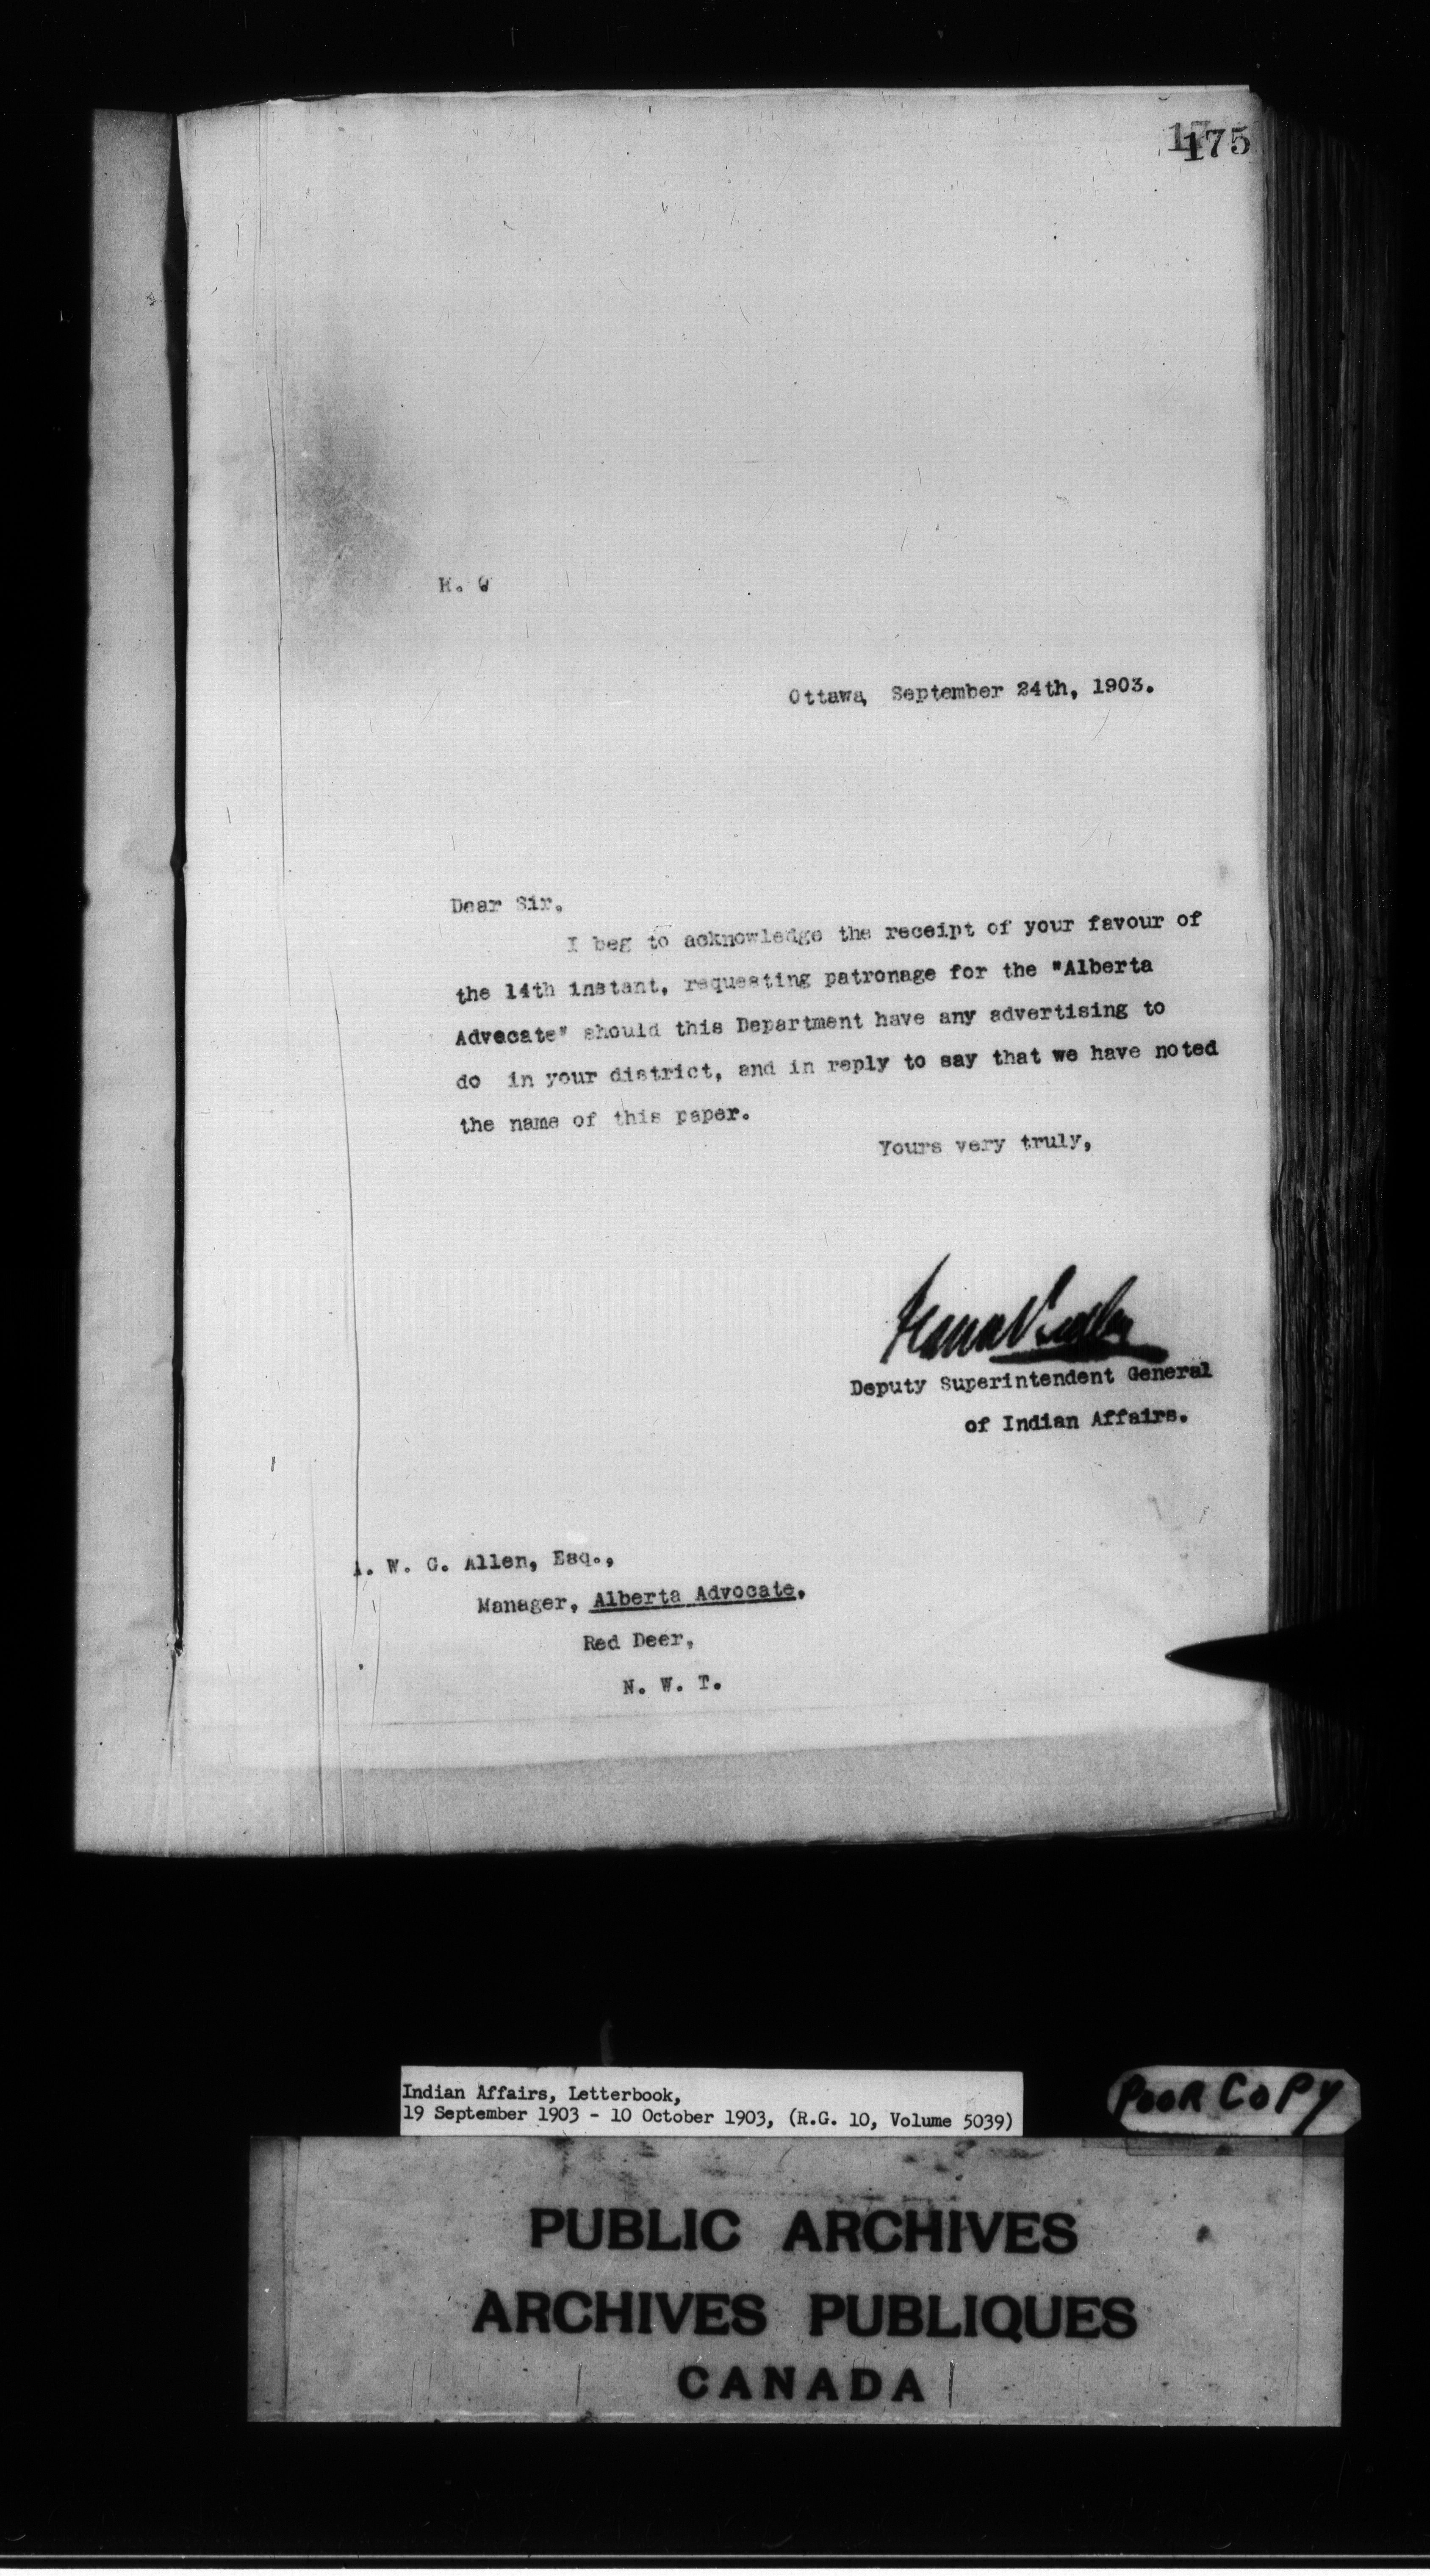 175
Ottawa, September 24th, 1903.
Dear Sir.
I beg to acknowledge the receipt of your favour of
the 14th instant, requesting patronage for the "Alberta
Advocate" should this Department have any advertising to
do in your district, and in reply to say that we have noted
the name of this paper.
Yours very truly,
Deputy Superintendent General
of Indian Affairs.
A. W. G. Allen, Esq.,
Manager, Alberta Advocate,
Red Deer,
N. W. T.
Indian Affairs, Letterbook,
19 September 1903 - 10 October 1903, (R.G. 10, Volume 5039)
POOR COPY
PUBLIC ARCHIVES
ARCHIVES PUBLIQUES
CANADA